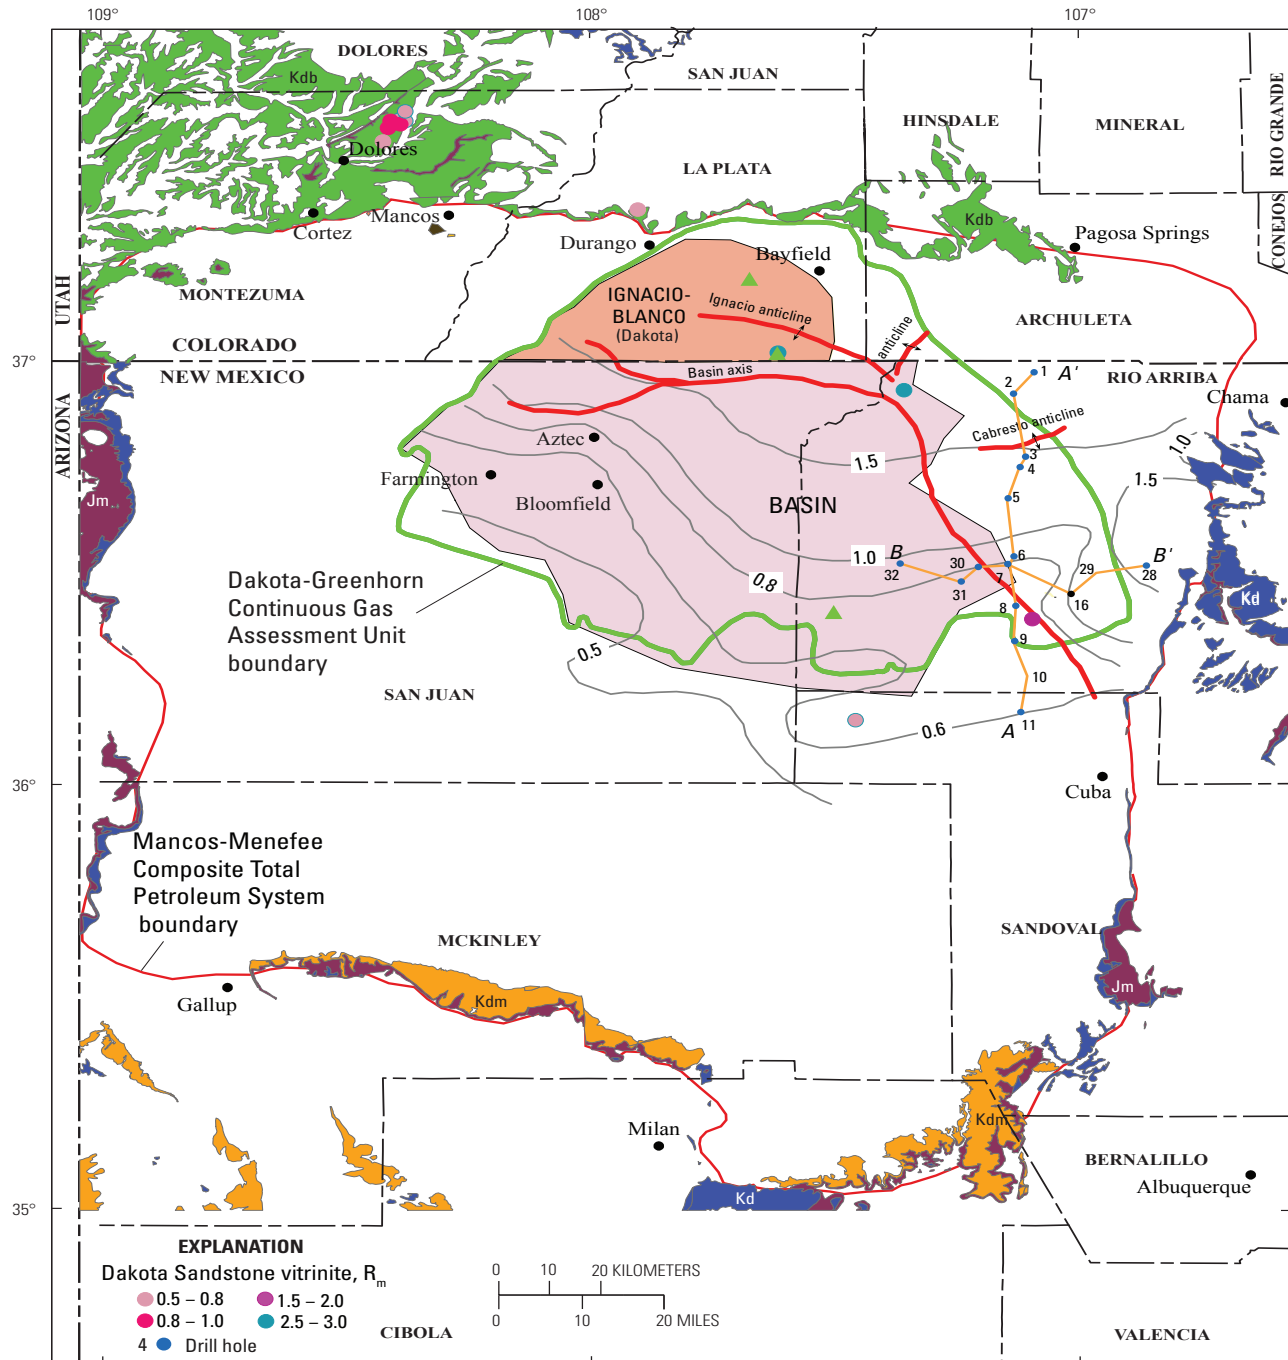 109°
108°
107°
DOLORES
Kdb
SAN JUAN
HINSDALE
MINERAL
RIO GRANDE
Dolores
LA PLATA
CONEJOS
Mancos
Cortez
Kdb
Durango
Pagosa Springs
Bayfield
UTAH
MONTEZUMA
IGNACIO-
BLANCO
(Dakota)
Ignacio anticline
anticline
ARCHULETA
COLORADO
37°
NEW MEXICO
Basin axis
1
A'
2
RIO ARRIBA
Chama
ARIZONA
Cabresto anticline
Aztec
1.0
3
4
1.5
1.5
Farmington
Bloomfield
Jm
BASIN
5
6
1.0
B
30
7
29
B'
28
32
31
16
0.8
Dakota-Greenhorn
Continuous Gas
Assessment Unit
boundary
8
Kd
9
0.5
10
SAN JUAN
0.6
A
11
36°
Cuba
Mancos-Menefee
Composite Total
Petroleum System
boundary
MCKINLEY
SANDOVAL
Jm
Gallup
Kdm
Kdm
Milan
BERNALILLO
Albuquerque
Kd
35°
EXPLANATION
Dakota Sandstone vitrinite, Rm
0.5 – 0.8
1.5 – 2.0
0.8 – 1.0
2.5 – 3.0
4 Drill hole
0 10 20 KILOMETERS
0 10 20 MILES
CIBOLA
VALENCIA